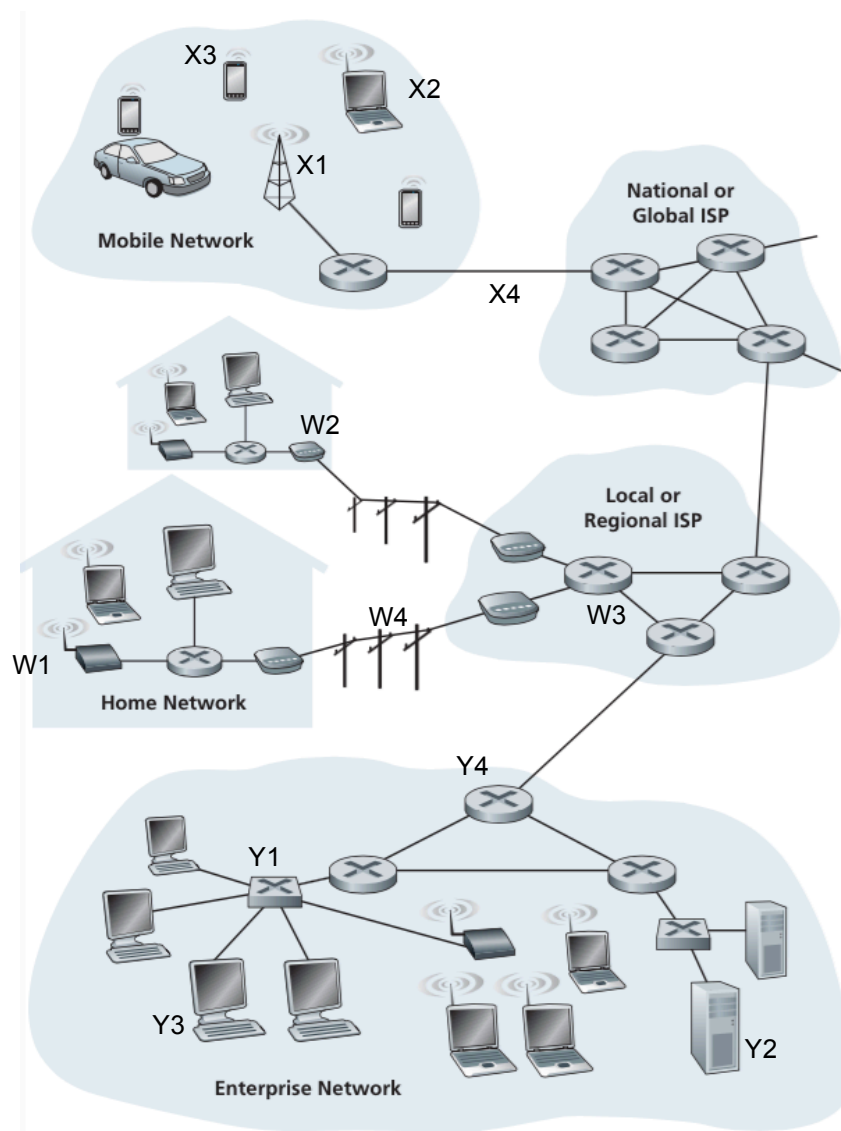 X3
X2
X1
Mobile Network
National or
Global ISP
X4
W2
Local or
Regional ISP
W4
W3
W1
Home Network
Y4
Y1
Y3
Y2
Enterprise Network